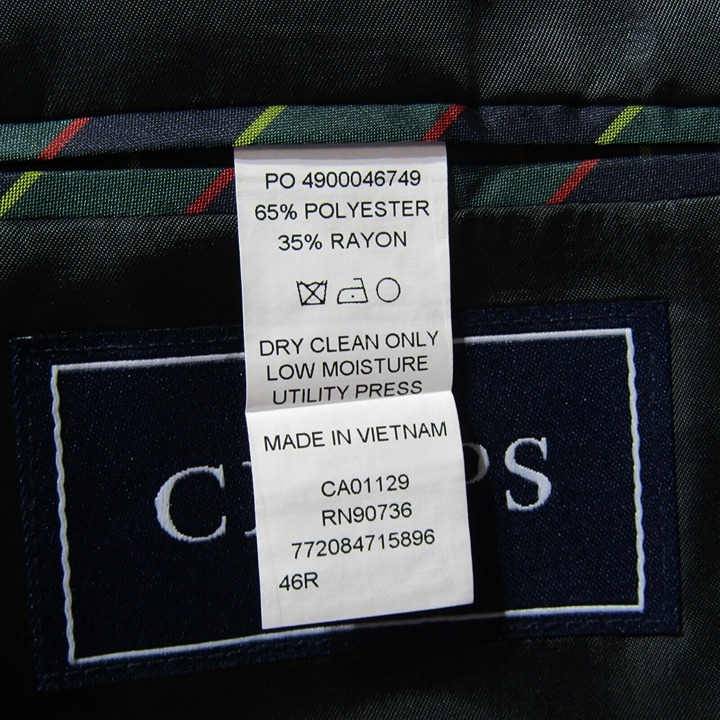 PO 4900046749
65% POLYESTER
35% RAYON
DRY CLEAN ONLY
LOW MOISTURE
UTILITY PRESS
MADE IN VIETNAM
CA01129
RN90736
772084715896
46R